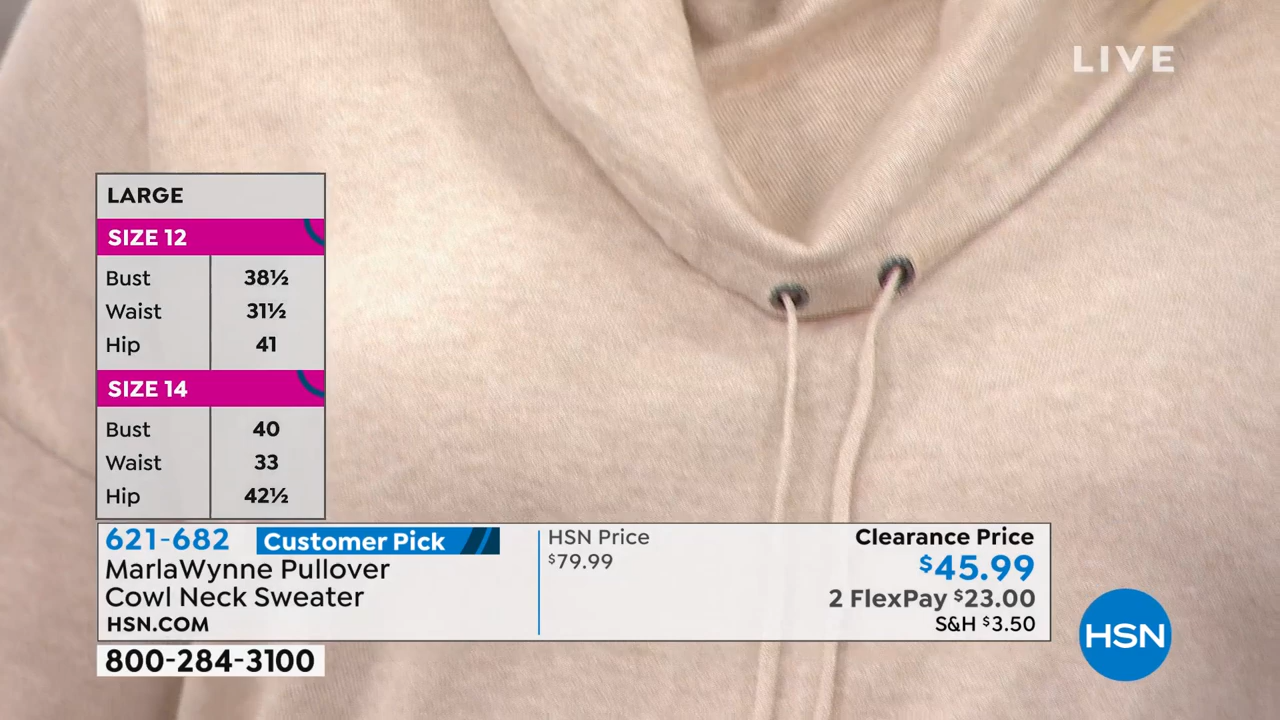 LIVE
LARGE
SIZE 12
Bust 38½
Waist 31½
Hip 41
SIZE 14
Bust 40
Waist 33
Hip 42½
621-682 Customer Pick
MarlaWynne Pullover
Cowl Neck Sweater
HSN.COM
800-284-3100
HSN Price
$79.99
Clearance Price
$45.99
2 FlexPay $23.00
S&H $3.50
HSN